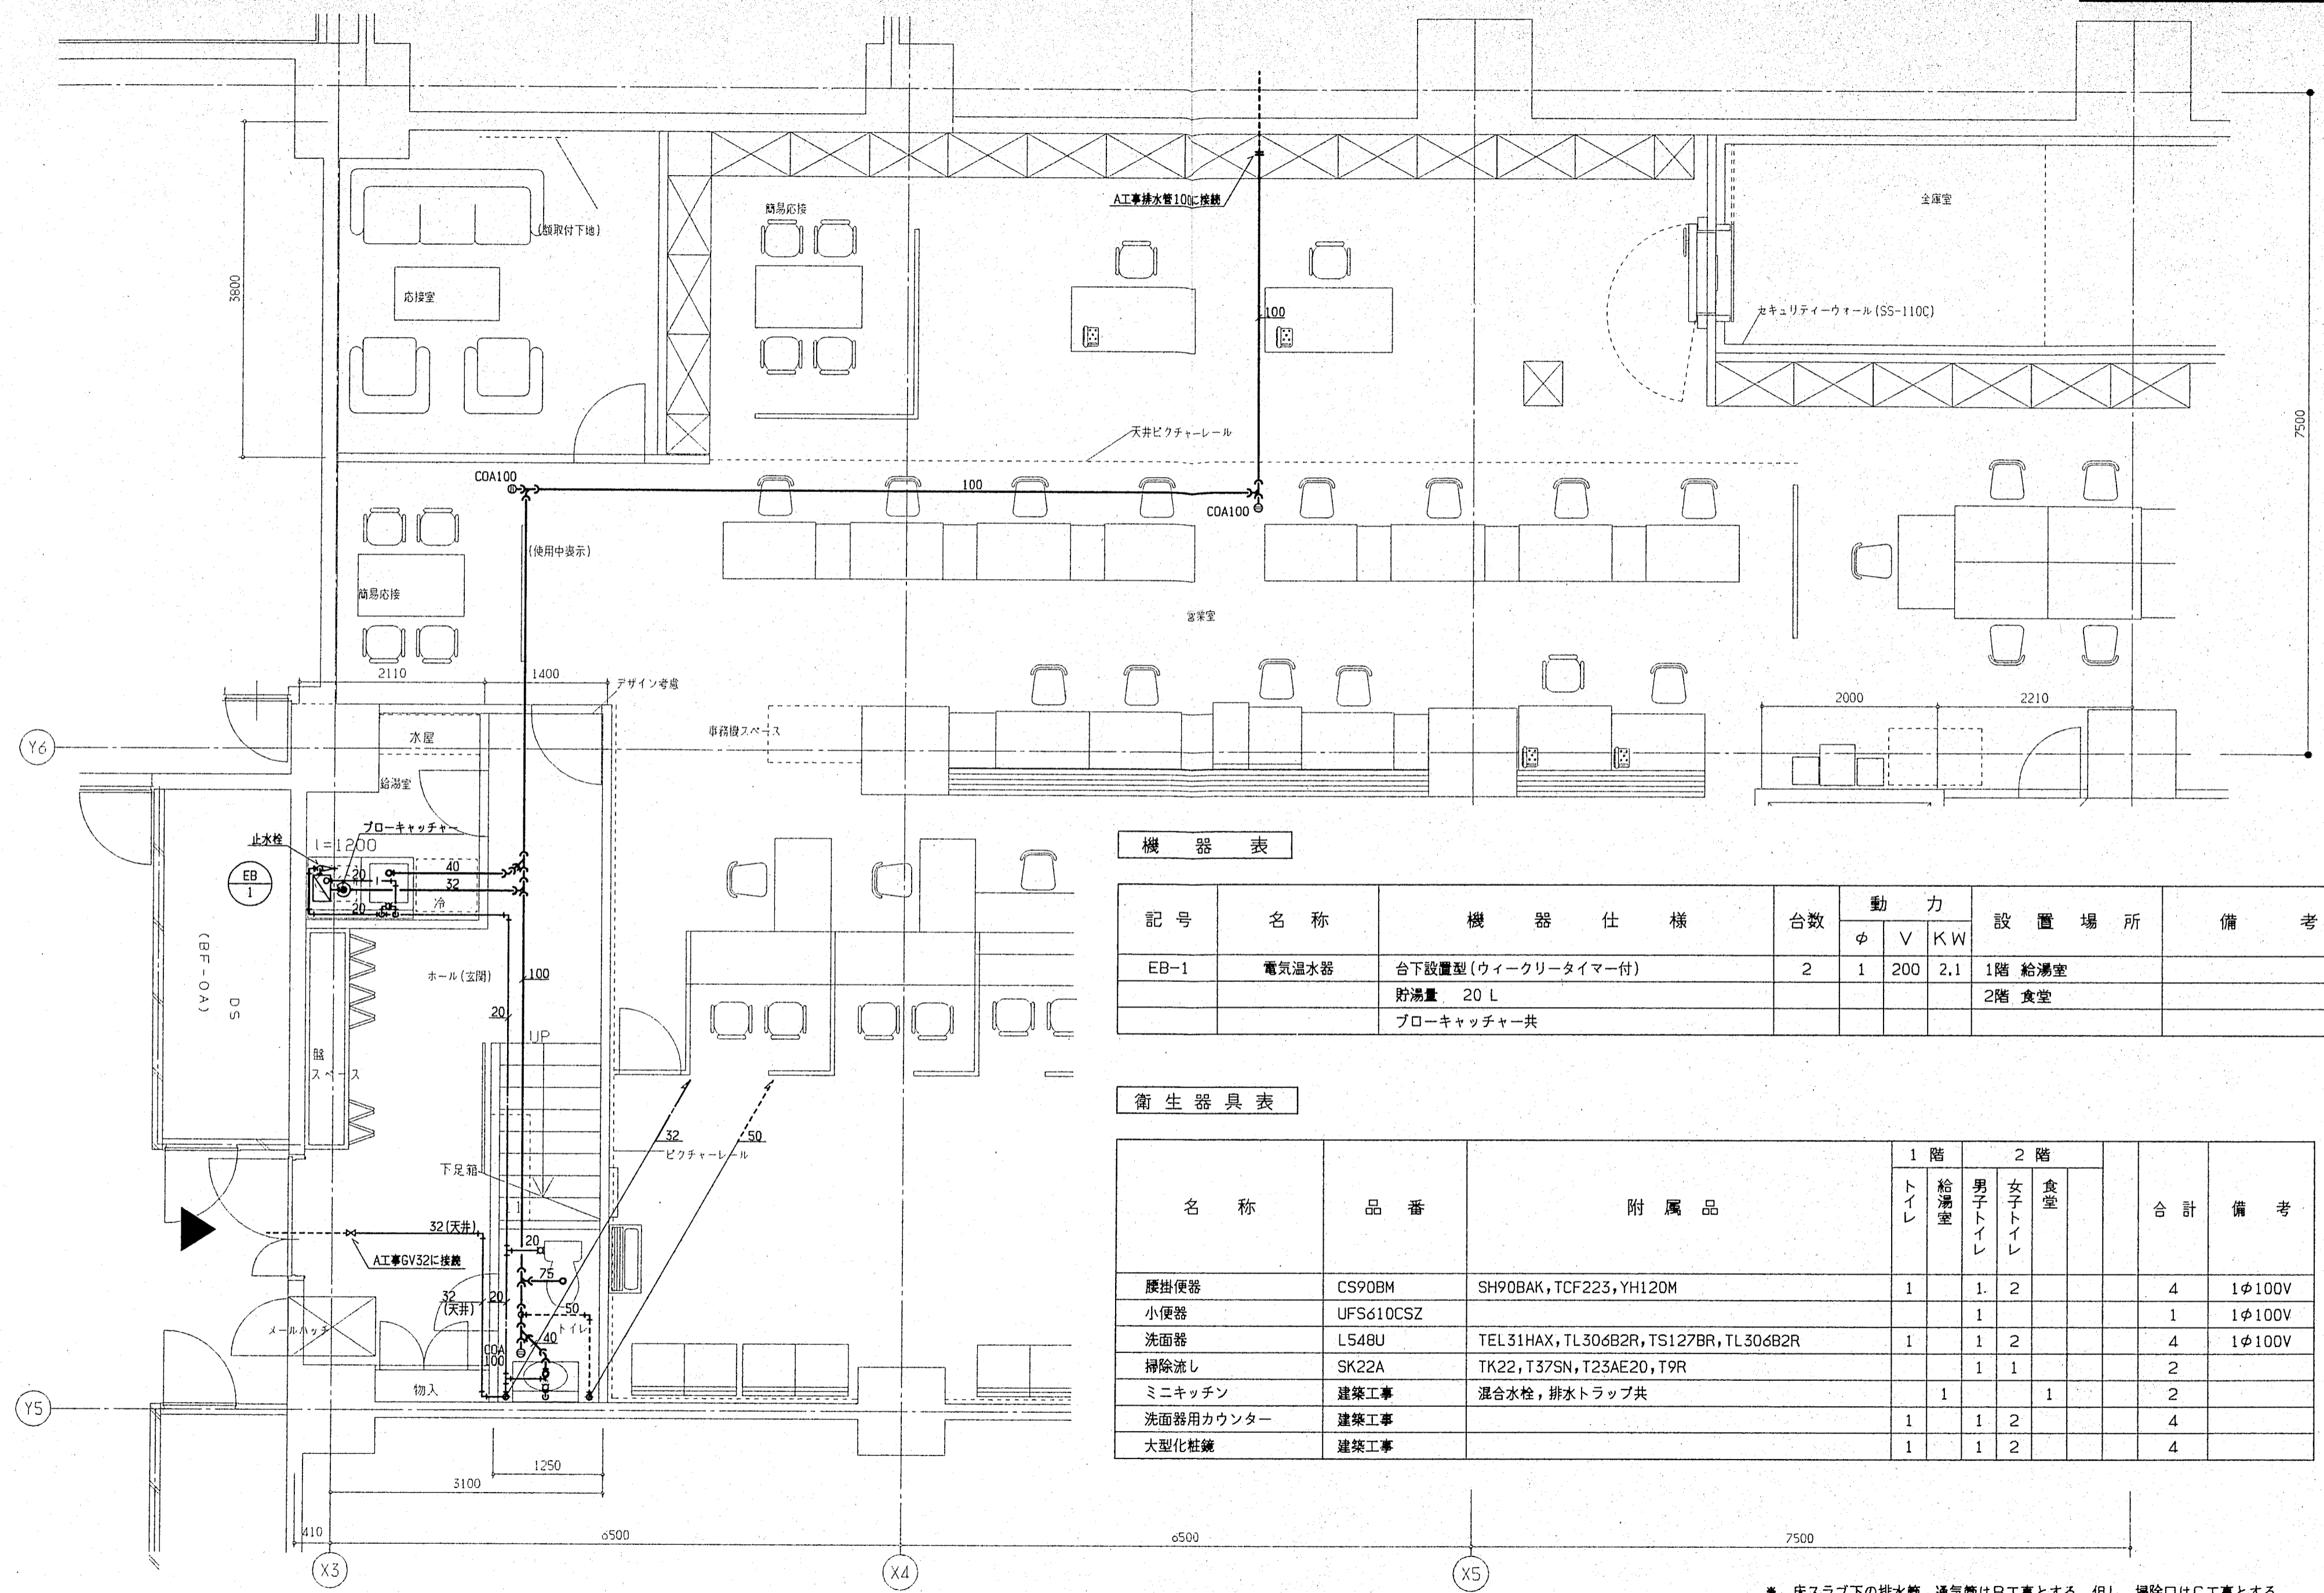 3800
(額取付下地)
応接室
簡易応接
A工事排水管100に接続
100
金庫室
セキュリティーウォール(SS-110C)
7500
天井ピクチャーレール
COA100
100
COA100
(使用中表示)
簡易応接
営業室
2110
1400
デザイン考慮
2000
2210
Y6
水屋
事務機スペース
給湯室
ブローキャッチャー
止水栓
l=1200
EB
1
20
40
32
20
冷
DS
(BF-OA)
ホール(玄関)
100
20
UP
盤
スペース
32
50
ピクチャーレール
下足箱
32(天井)
20
A工事GV32に接続
75
32
(天井)
20
50
メールハッチ
トイレ
40
COA
100
物入
Y5
1250
3100
410
6500
6500
7500
X3
X4
X5
機器表
記号 名称 機器仕様 台数 動力 設置場所 備考
φ V KW
EB-1 電気温水器 台下設置型(ウィークリータイマー付) 2 1 200 2.1 1階 給湯室
貯湯量 20 L 2階 食堂
ブローキャッチャー共
衛生器具表
名称 品番 附属品 1階 2階 合計 備考
トイレ 給湯室 男子トイレ 女子トイレ 食堂
腰掛便器 CS90BM SH90BAK,TCF223,YH120M 1 1 2 4 1φ100V
小便器 UFS610CSZ 1 1 1φ100V
洗面器 L548U TEL31HAX,TL306B2R,TS127BR,TL306B2R 1 1 2 4 1φ100V
掃除流し SK22A TK22,T37SN,T23AE20,T9R 1 1 2
ミニキッチン 建築工事 混合水栓,排水トラップ共 1 1 2
洗面器用カウンター 建築工事 1 1 2 4
大型化粧鏡 建築工事 1 1 2 4